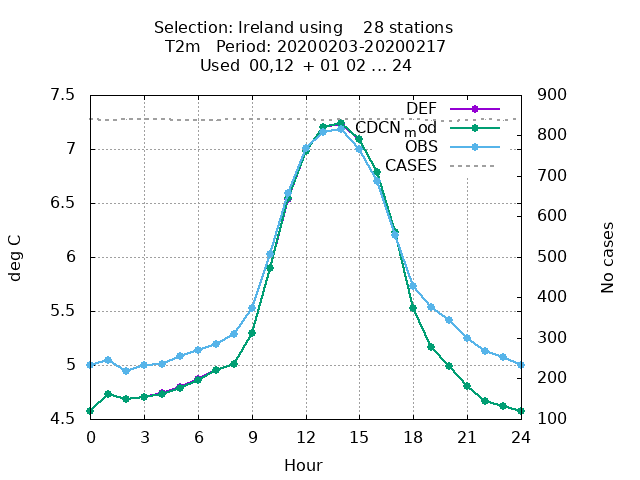 Selection: Ireland using    28 stations
T2m   Period: 20200203-20200217
Used  00,12  + 01 02 ... 24
7.5
7
6.5
6
5.5
5
4.5
900
800
700
600
500
400
300
200
100
DEF
CDCN_mod
OBS
CASES
deg C
No cases
0 3 6 9 12 15 18 21 24
Hour